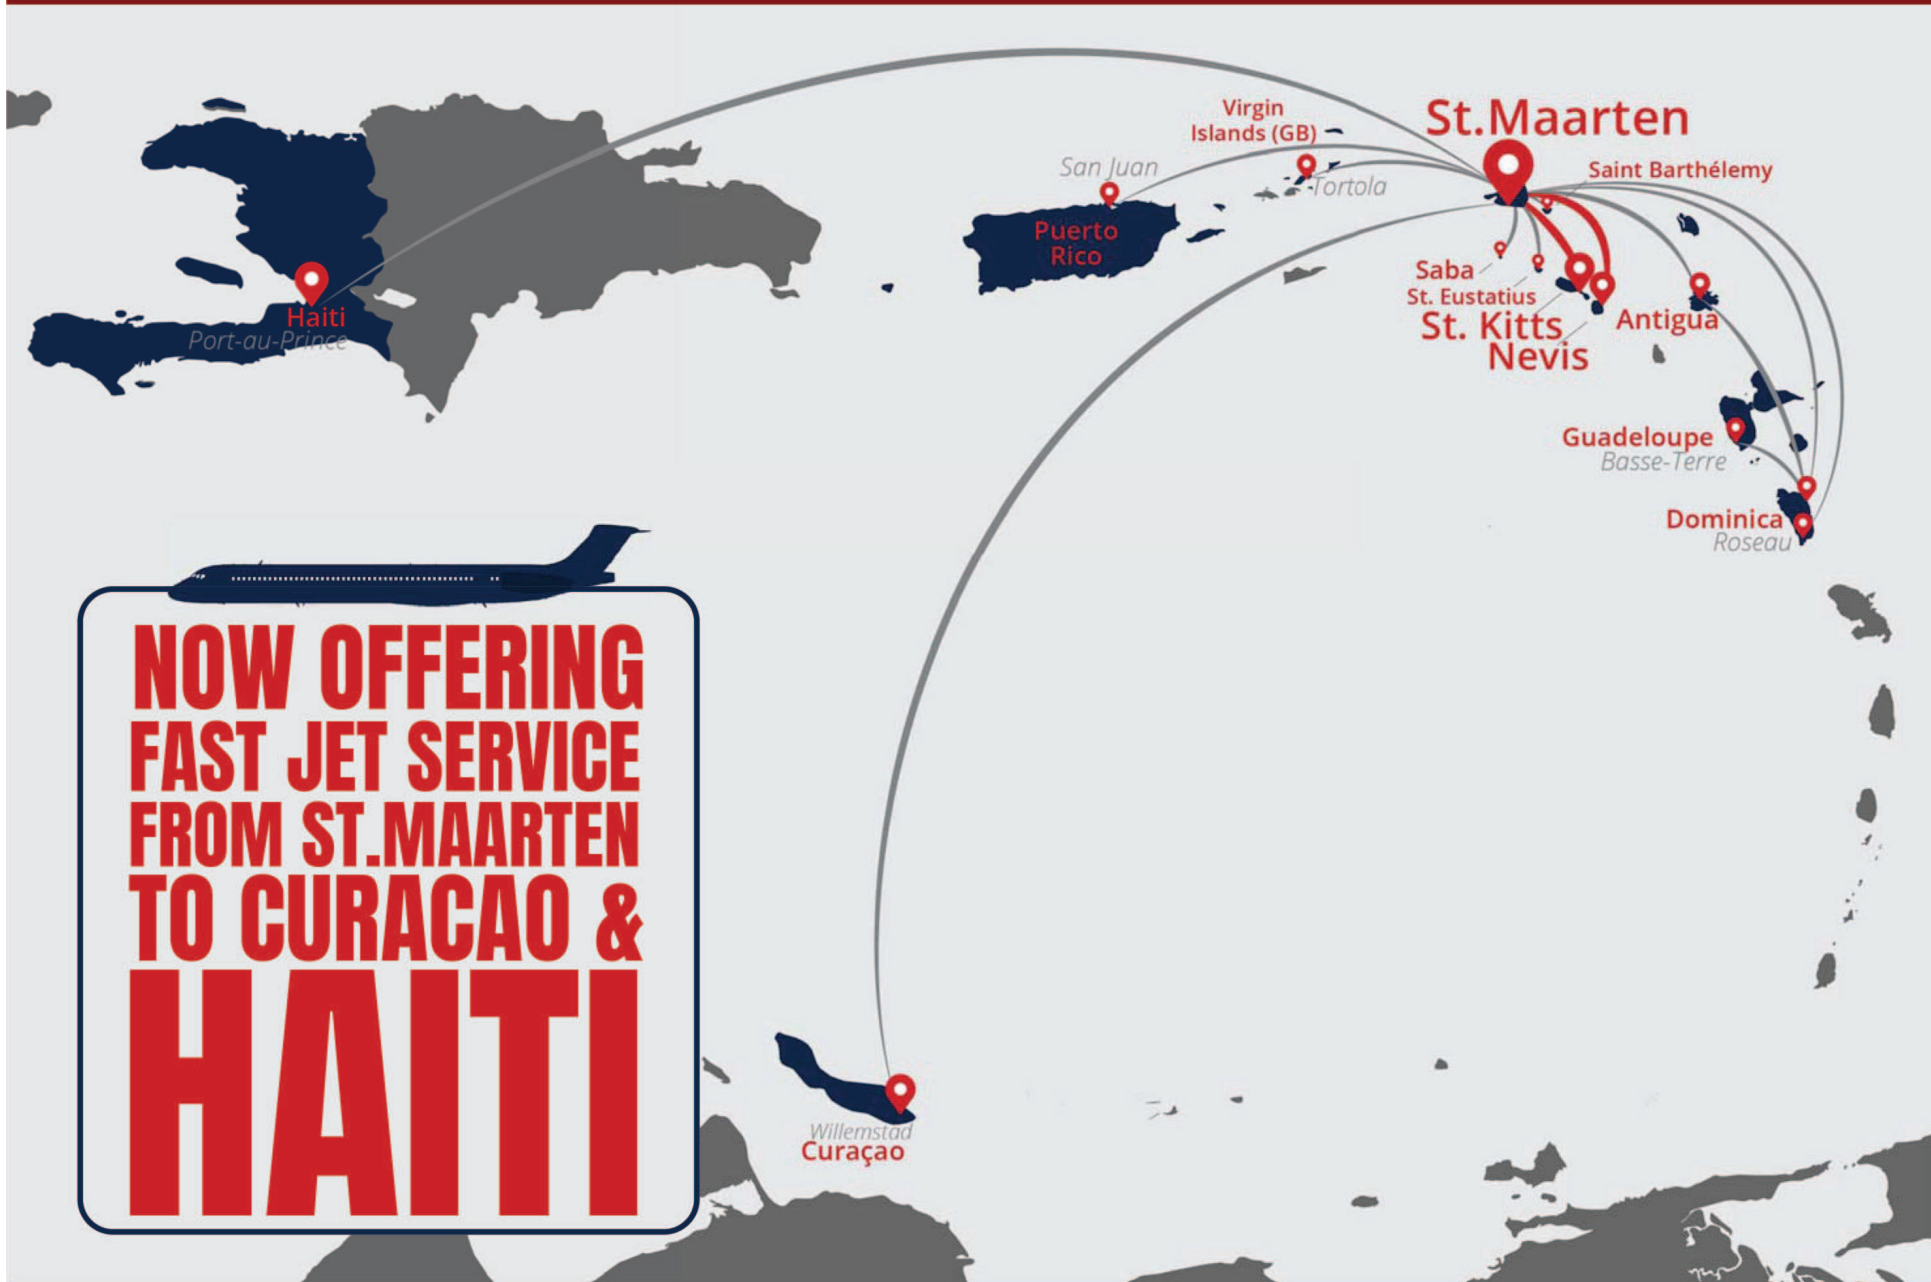 Virgin
Islands (GB)
St.Maarten
San Juan
Tortola
Saint Barthélemy
Puerto
Rico
Saba
St. Eustatius
St. Kitts
Nevis
Antigua
Haiti
Port-au-Prince
Guadeloupe
Basse-Terre
Dominica
Roseau
NOW OFFERING
FAST JET SERVICE
FROM ST.MAARTEN
TO CURACAO &
HAITI
Willemstad
Curaçao